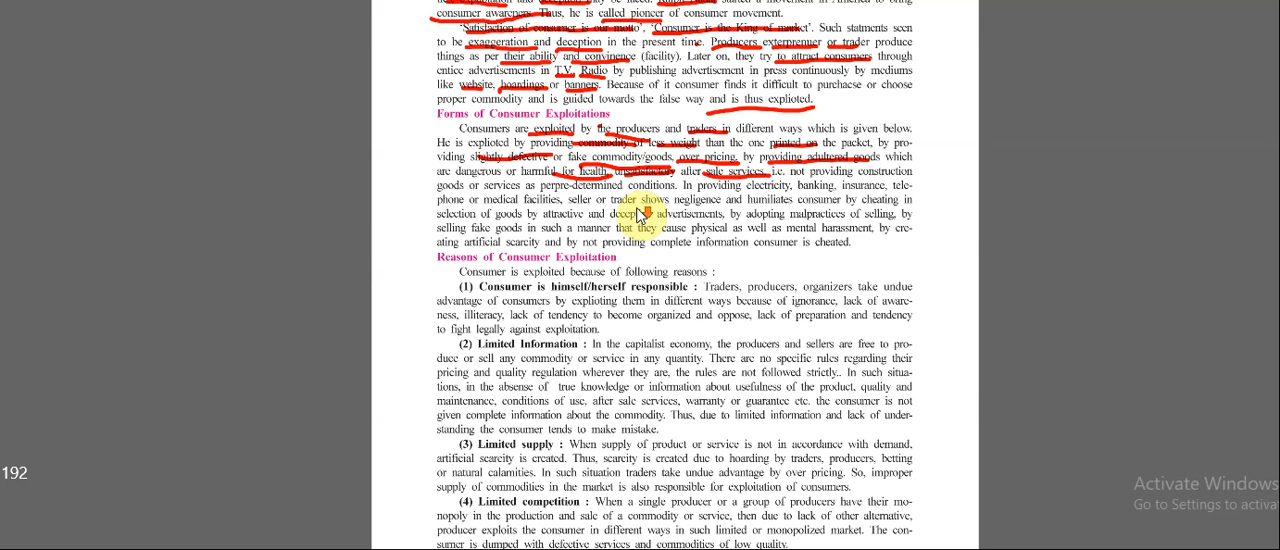 consumer awarepers. Thus, he is called pioneer of consumer movement.
'Satisfaction of consumer is our motto', 'Consumer is the King of market'. Such statments seen
to be exaggeration and deception in the present time. Producers exterprenuer or trader produce
things as per their ability and convinence (facility). Later on, they try to attract consumers through
entice advertisements in T.V. Radio by publishing advertisement in press continuously by mediums
like website, hoardings or banners. Because of it consumer finds it difficult to purchacse or choose
proper commodity and is guided towards the false way and is thus explioted.
Forms of Consumer Exploitations
Consumers are exploited by the producers and traders in different ways which is given below.
He is explioted by providing commodity of less weight than the one printed on the packet, by pro-
viding slightly defective or fake commodity/goods, over pricing, by providing adultered goods which
are dangerous or harmful for health, unsatisfactory after sale services, i.e. not providing construction
goods or services as perpre-determined conditions. In providing electricity, banking, insurance, tele-
phone or medical facilities, seller or trader shows negligence and humiliates consumer by cheating in
selection of goods by attractive and advertisements, by adopting malpractices of selling, by
selling fake goods in such a manner that they cause physical as well as mental harassment, by cre-
ating artificial scarcity and by not providing complete information consumer is cheated.
Reasons of Consumer Exploitation
Consumer is exploited because of following reasons :
(1) Consumer is himself/herself responsible : Traders, producers, organizers take undue
advantage of consumers by explioting them in different ways because of ignorance, lack of aware-
ness, illiteracy, lack of tendency to become organized and oppose, lack of preparation and tendency
to fight legally against exploitation.
(2) Limited Information : In the capitalist economy, the producers and sellers are free to pro-
duce or sell any commodity or service in any quantity. There are no specific rules regarding their
pricing and quality regulation wherever they are, the rules are not followed strictly.. In such situa-
tions, in the absense of true knowledge or information about usefulness of the product, quality and
maintenance, conditions of use, after sale services, warranty or guarantee etc. the consumer is not
given complete information about the commodity. Thus, due to limited information and lack of under-
standing the consumer tends to make mistake.
(3) Limited supply : When supply of product or service is not in accordance with demand,
artificial scarcity is created. Thus, scarcity is created due to hoarding by traders, producers, betting
or natural calamities. In such situation traders take undue advantage by over pricing. So, improper
supply of commodities in the market is also responsible for exploitation of consumers.
192
(4) Limited competition : When a single producer or a group of producers have their mo-
nopoly in the production and sale of a commodity or service, then due to lack of other alternative,
producer exploits the consumer in different ways in such limited or monopolized market. The con-
sumer is dumped with defective services and commodities of low quality.
Activate Windows
Go to Settings to activa